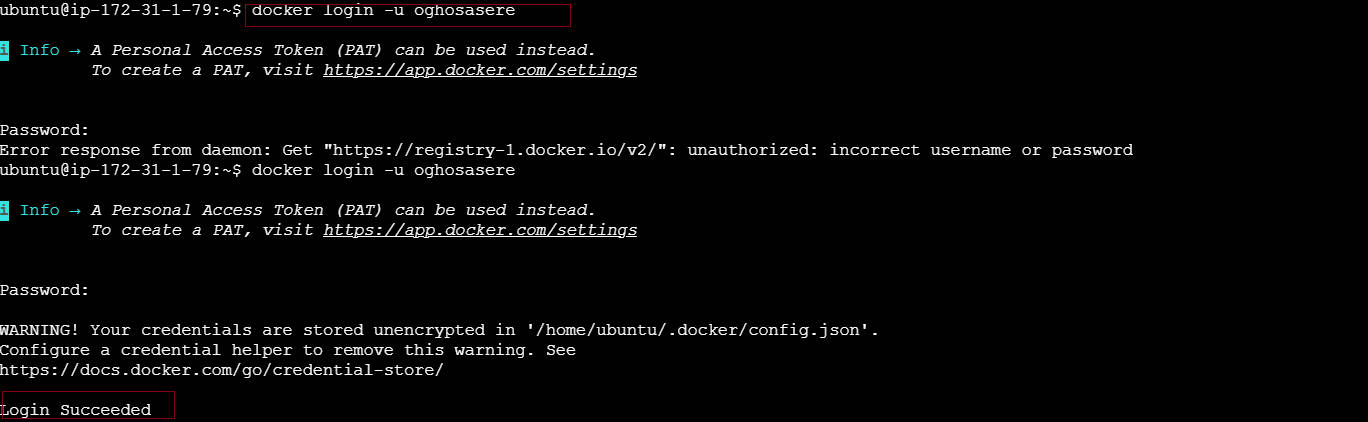 ubuntu@ip-172-31-1-79:~$ docker login -u oghosasere
i Info → A Personal Access Token (PAT) can be used instead.
To create a PAT, visit https://app.docker.com/settings
Password:
Error response from daemon: Get "https://registry-1.docker.io/v2/": unauthorized: incorrect username or password
ubuntu@ip-172-31-1-79:~$ docker login -u oghosasere
i Info → A Personal Access Token (PAT) can be used instead.
To create a PAT, visit https://app.docker.com/settings
Password:
WARNING! Your credentials are stored unencrypted in '/home/ubuntu/.docker/config.json'.
Configure a credential helper to remove this warning. See
https://docs.docker.com/go/credential-store/
Login Succeeded